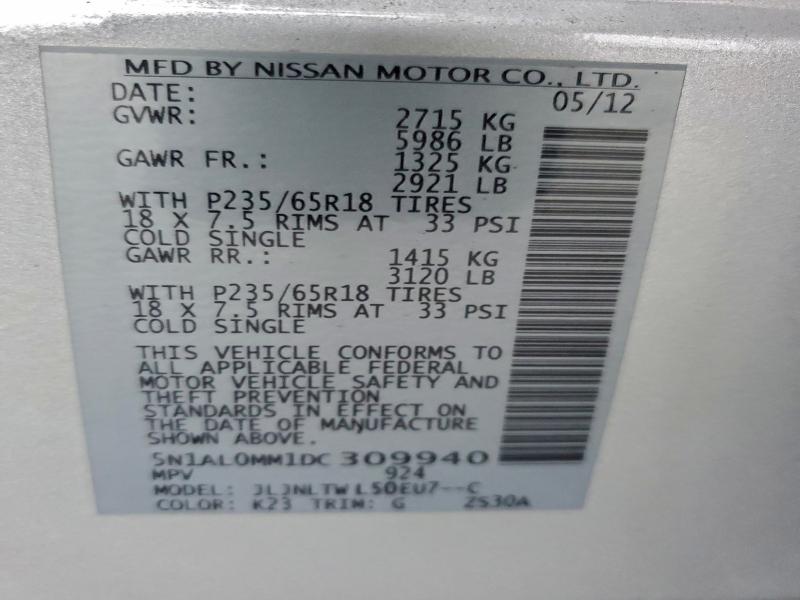 MFD BY NISSAN MOTOR CO., LTD.
DATE: 05/12
GVWR: 2715 KG
5986 LB
GAWR FR.: 1325 KG
2921 LB
WITH P235/65R18 TIRES
18 X 7.5 RIMS AT 33 PSI
COLD SINGLE
GAWR RR.: 1415 KG
3120 LB
WITH P235/65R18 TIRES
18 X 7.5 RIMS AT 33 PSI
COLD SINGLE
THIS VEHICLE CONFORMS TO
ALL APPLICABLE FEDERAL
MOTOR VEHICLE SAFETY AND
THEFT PREVENTION
STANDARDS IN EFFECT ON
THE DATE OF MANUFACTURE
SHOWN ABOVE.
5N1AL0MM1DC 309940
MPV 924
MODEL:
COLOR: K23 TRIM: G ZS30A